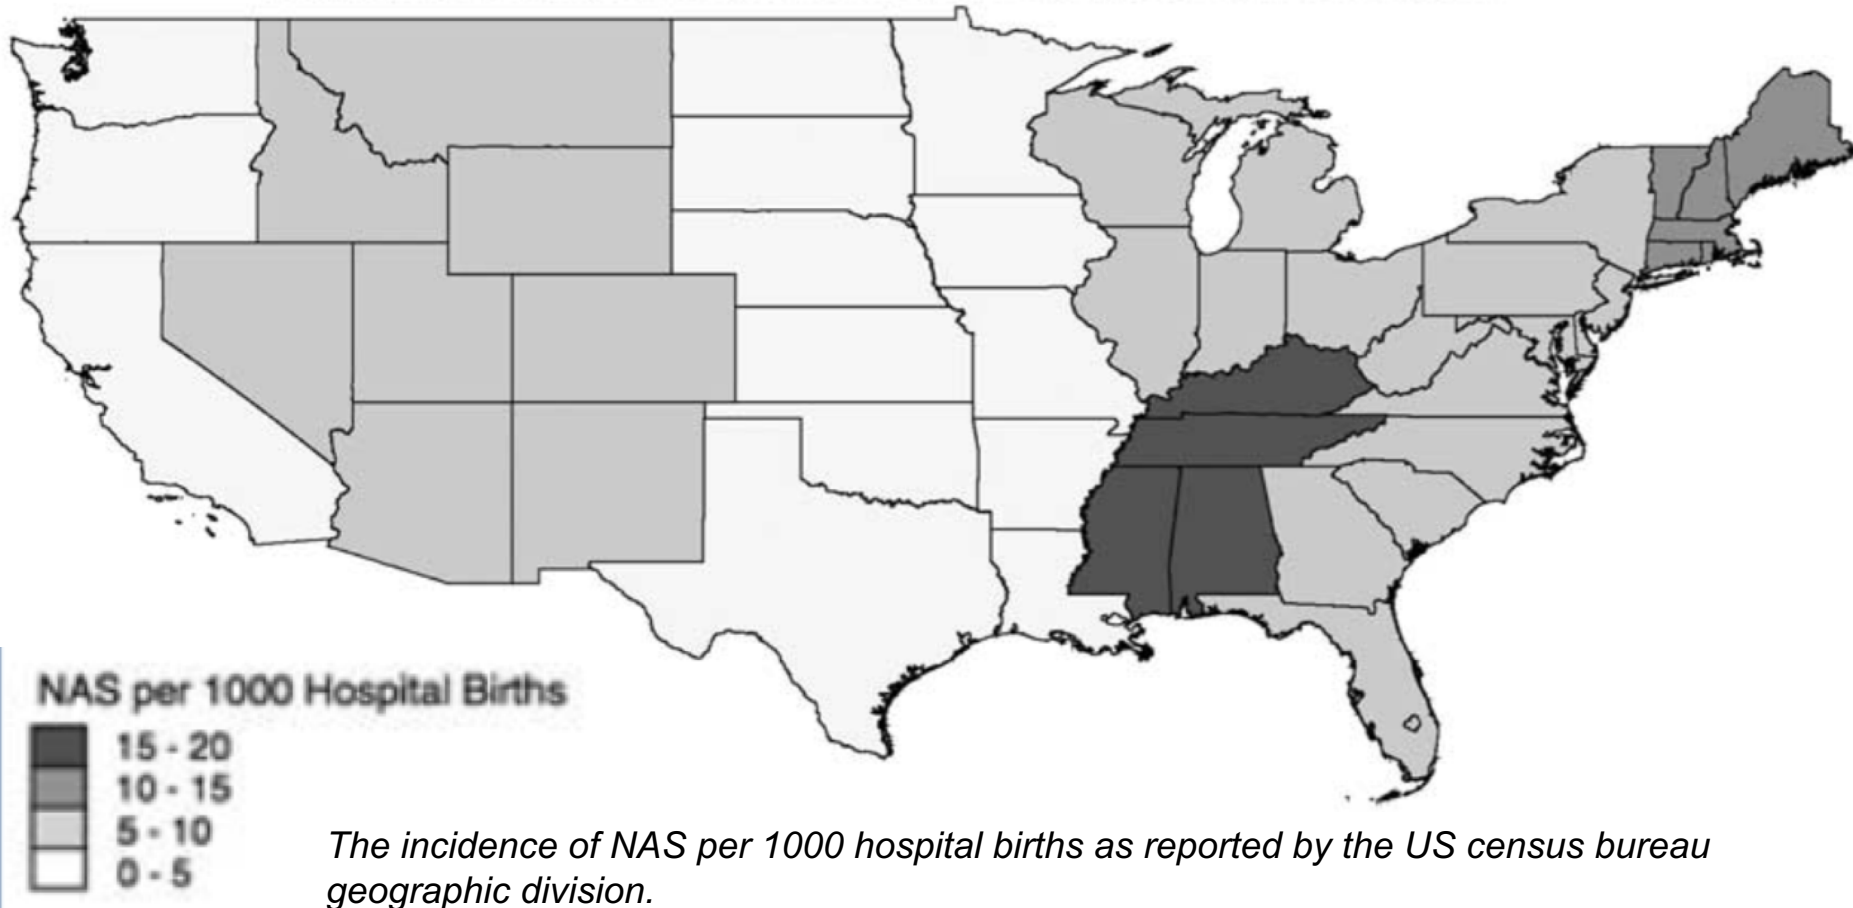 NAS per 1000 Hospital Births
15 - 20
10 - 15
5 - 10
0 - 5
The incidence of NAS per 1000 hospital births as reported by the US census bureau
geographic division.